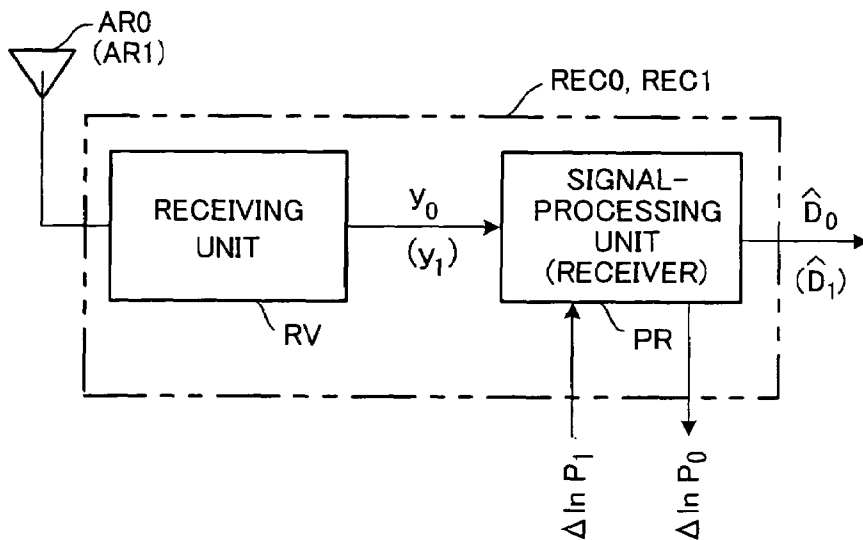 AR0
(AR1)
REC0, REC1
RECEIVING
UNIT
y₀
(y₁)
SIGNAL-
PROCESSING
UNIT
(RECEIVER)
D̂₀
(D̂₁)
RV
PR
Δ ln P₁
Δ ln P₀